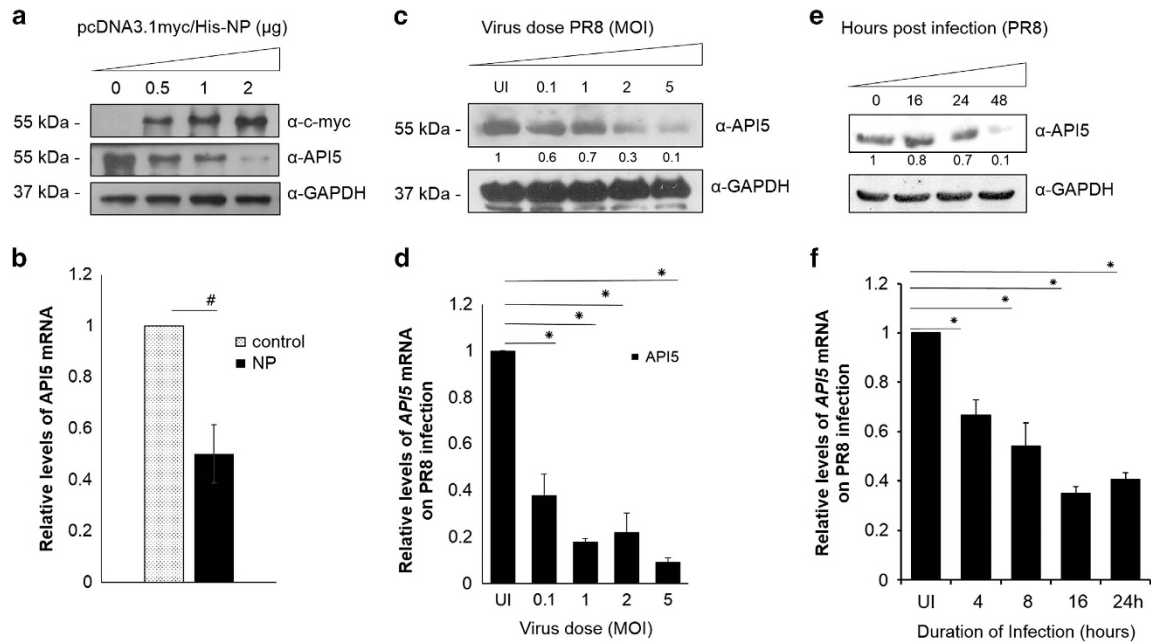 a
pcDNA3.1myc/His-NP (µg)
0 0.5 1 2
55 kDa - α-c-myc
55 kDa - α-API5
37 kDa - α-GAPDH
b
Relative levels of API5 mRNA
1.2
1
0.8
0.6
0.4
0.2
0
#
control
NP
c
Virus dose PR8 (MOI)
UI 0.1 1 2 5
55 kDa - α-API5
1 0.6 0.7 0.3 0.1
37 kDa - α-GAPDH
d
Relative levels of API5 mRNA
on PR8 infection
1.2
1
0.8
0.6
0.4
0.2
0
*
*
*
*
API5
UI 0.1 1 2 5
Virus dose (MOI)
e
Hours post infection (PR8)
0 16 24 48
55 kDa - α-API5
1 0.8 0.7 0.1
37 kDa - α-GAPDH
f
Relative levels of API5 mRNA
on PR8 infection
1.2
1
0.8
0.6
0.4
0.2
0
*
*
*
*
UI 4 8 16 24h
Duration of Infection (hours)